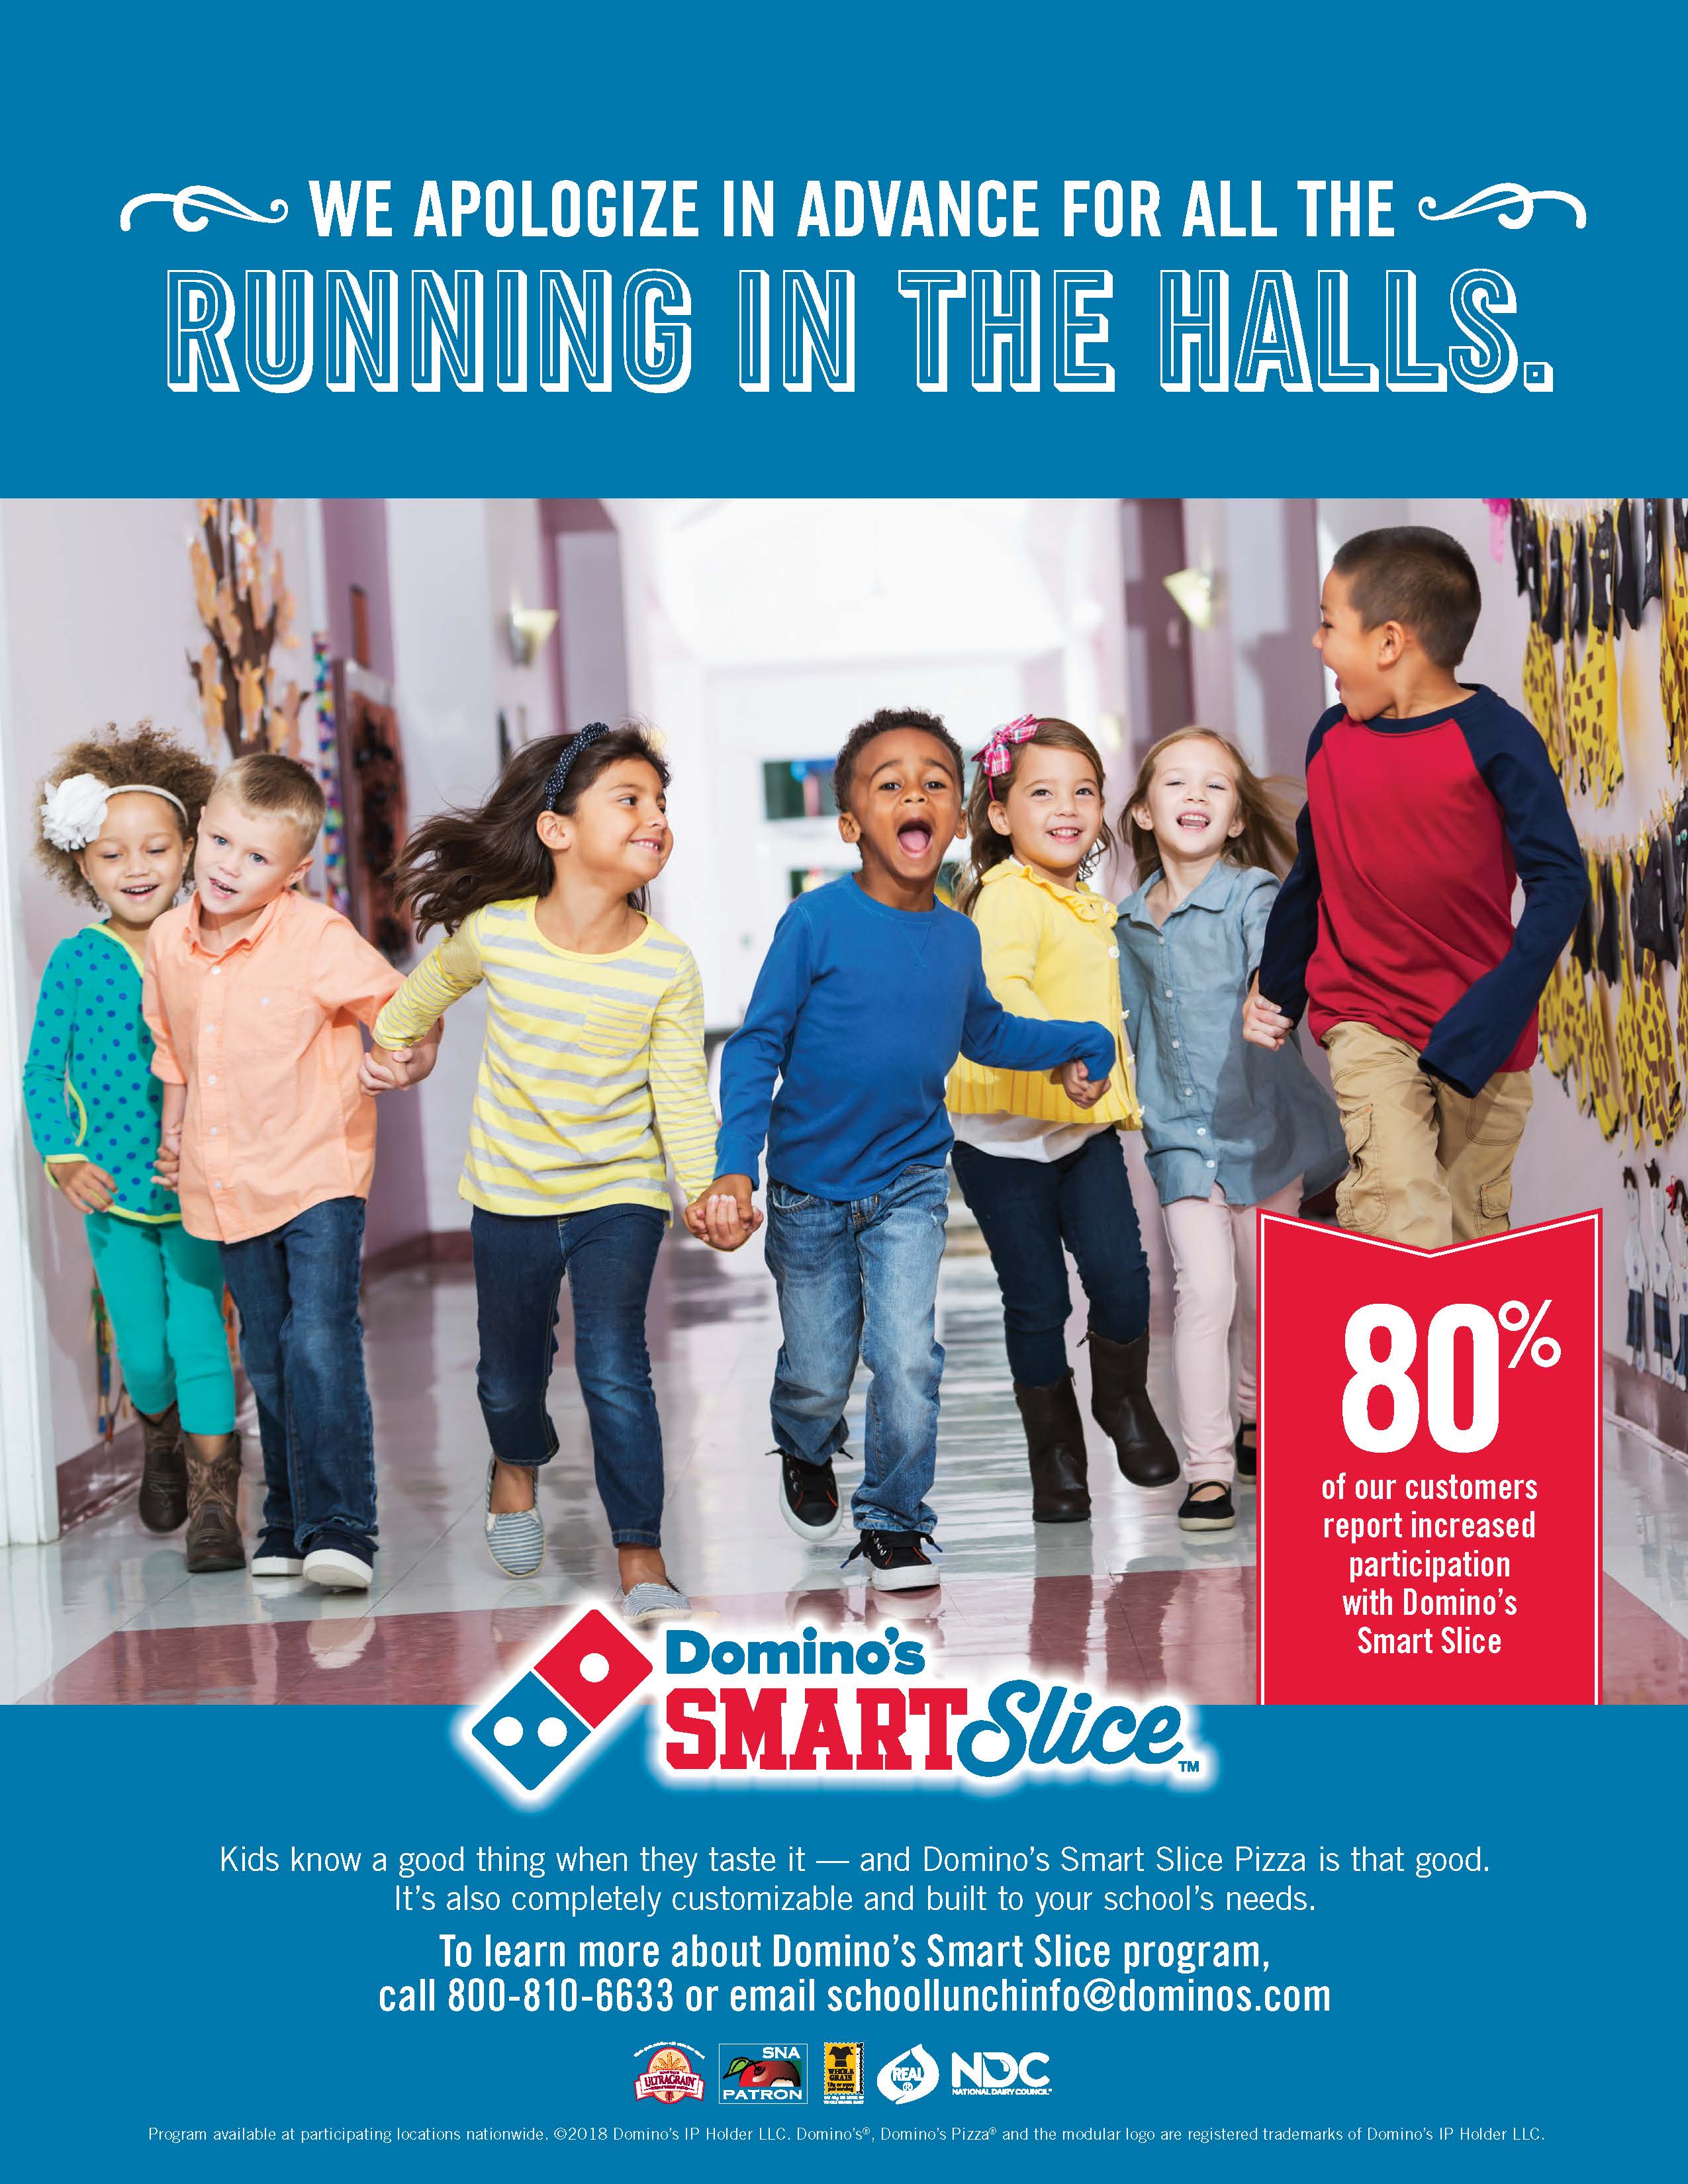 WE APOLOGIZE IN ADVANCE FOR ALL THE
RUNNING IN THE HALLS.
80%
of our customers
report increased
participation
with Domino's
Smart Slice
Domino's
SMART Slice™
Kids know a good thing when they taste it — and Domino's Smart Slice Pizza is that good.
It's also completely customizable and built to your school's needs.
To learn more about Domino's Smart Slice program,
call 800-810-6633 or email schoollunchinfo@dominos.com
ULTRAGRAIN
SNA
PATRON
WHOLE
GRAIN
REAL
®
NDC
NATIONAL DAIRY COUNCIL
Program available at participating locations nationwide. ©2018 Domino's IP Holder LLC. Domino's®, Domino's Pizza® and the modular logo are registered trademarks of Domino's IP Holder LLC.